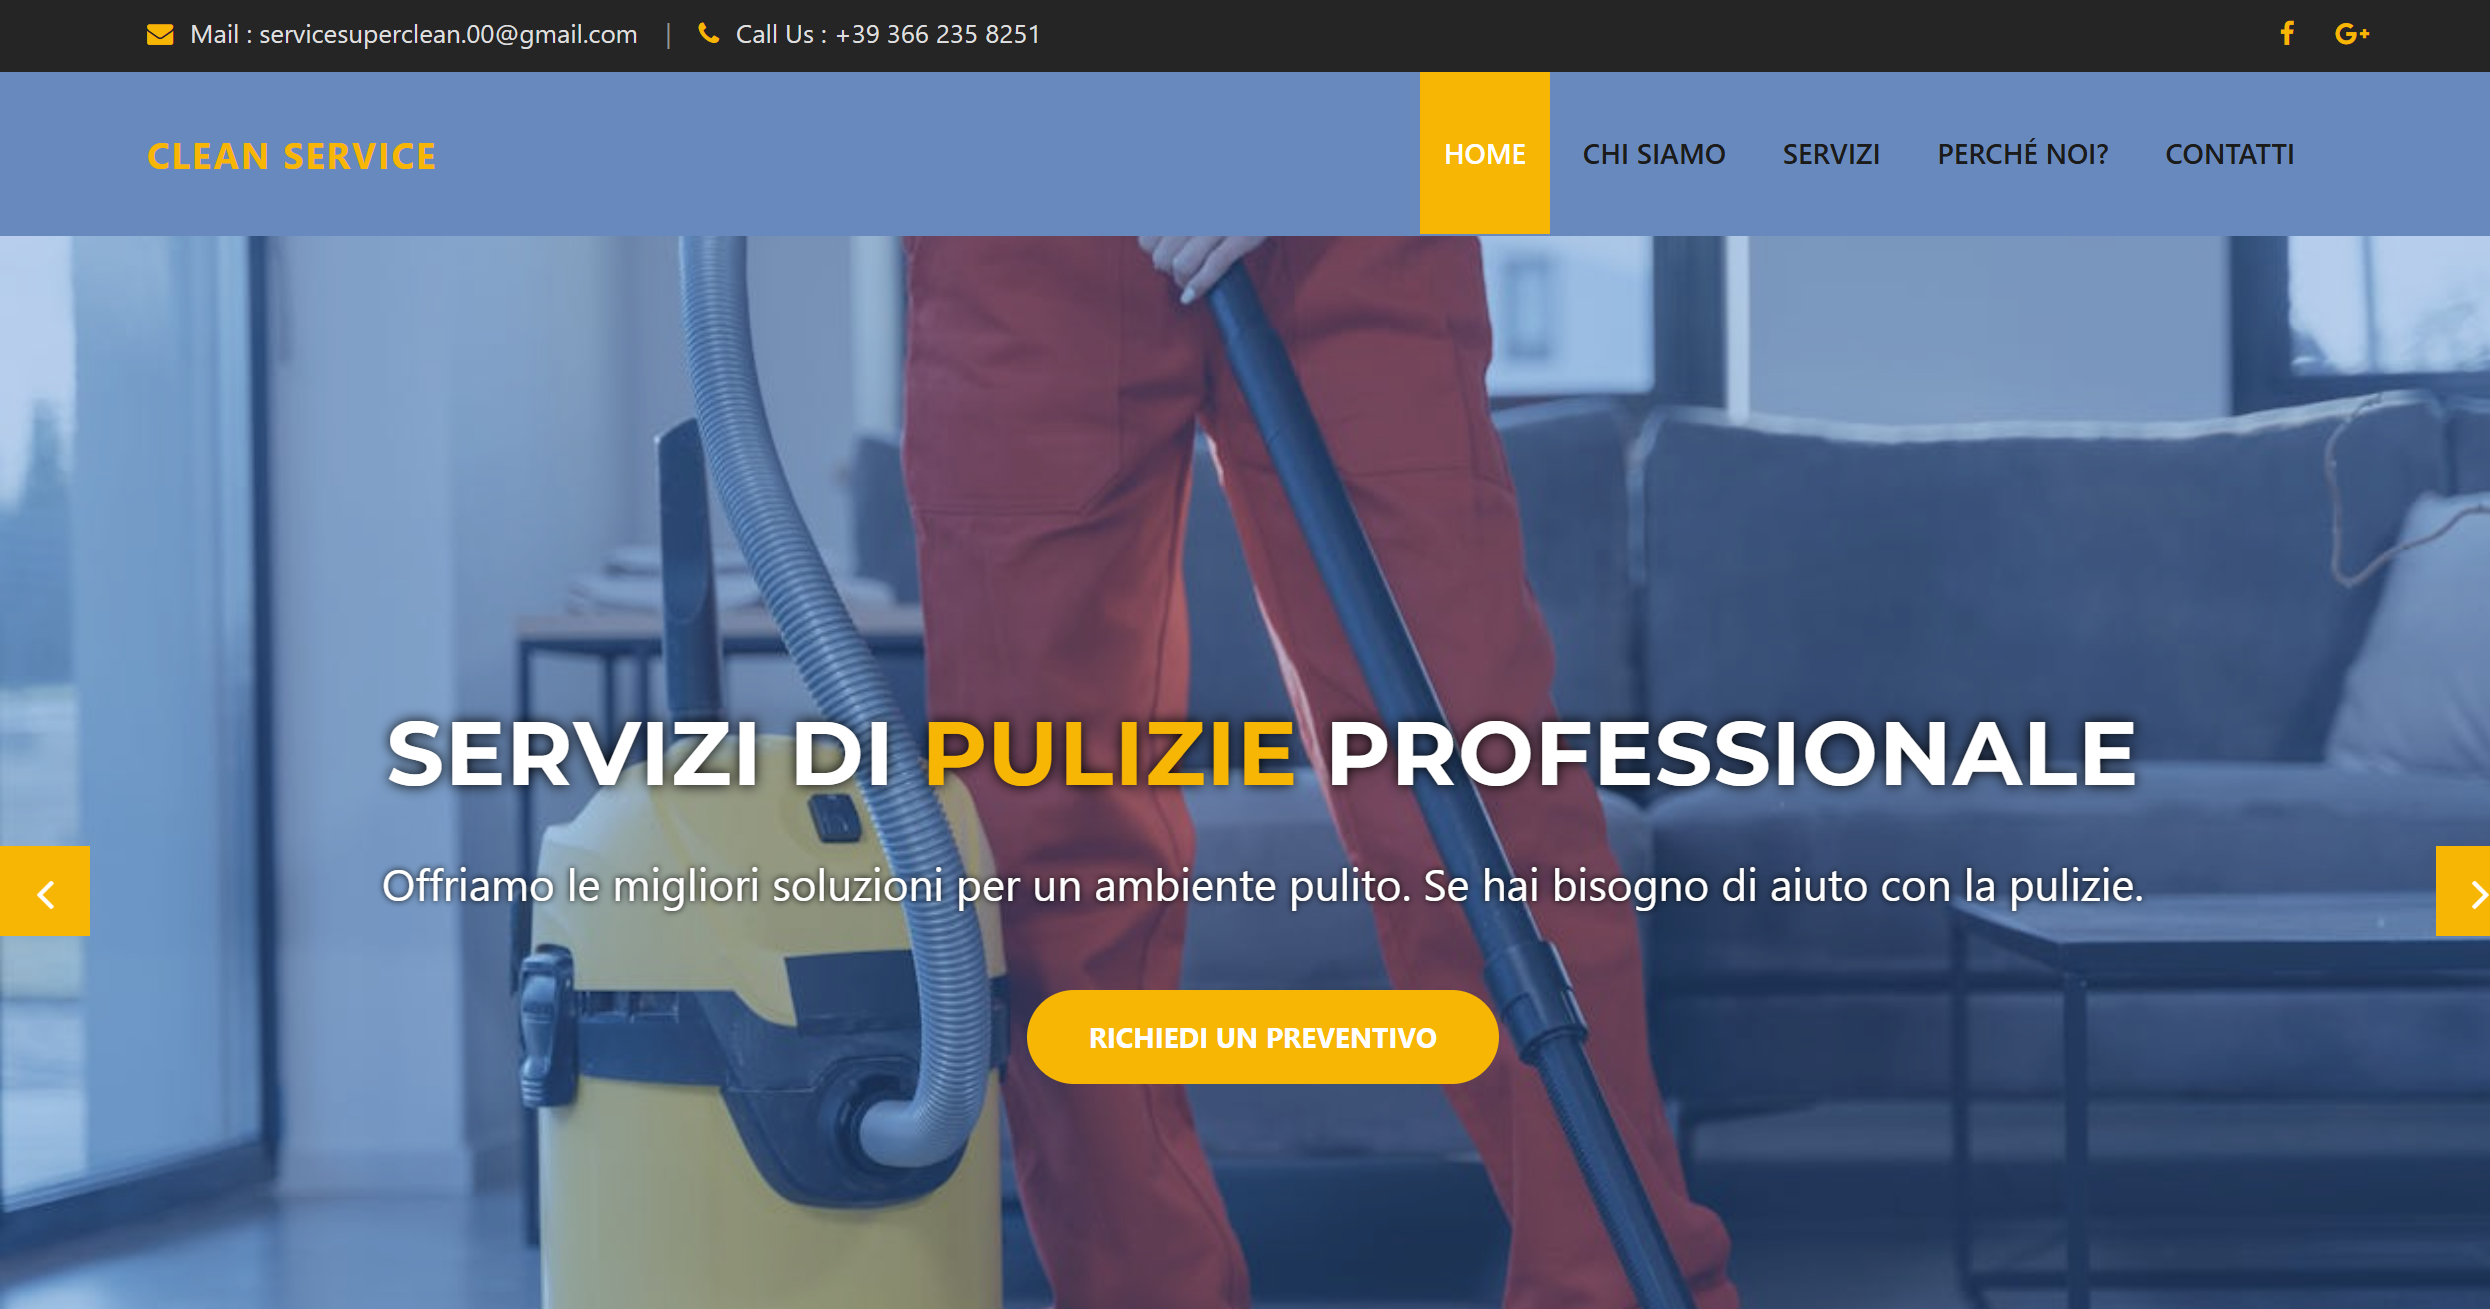 Mail : servicesuperclean.00@gmail.com | Call Us : +39 366 235 8251
CLEAN SERVICE
HOME CHI SIAMO SERVIZI PERCHÉ NOI? CONTATTI
SERVIZI DI PULIZIE PROFESSIONALE
Offriamo le migliori soluzioni per un ambiente pulito. Se hai bisogno di aiuto con la pulizie.
RICHIEDI UN PREVENTIVO